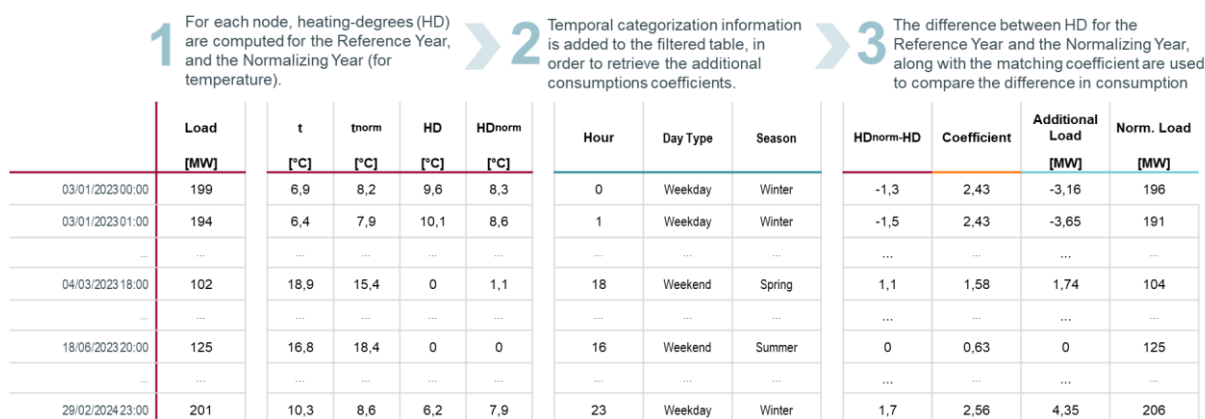 1
For each node, heating-degrees (HD)
are computed for the Reference Year,
and the Normalizing Year (for
temperature).
2
Temporal categorization information
is added to the filtered table, in
order to retrieve the additional
consumptions coefficients.
3
The difference between HD for the
Reference Year and the Normalizing Year,
along with the matching coefficient are used
to compare the difference in consumption
Load t tnorm HD HDnorm Hour Day Type Season HDnorm-HD Coefficient Additional Load Norm. Load
[MW] [°C] [°C] [°C] [°C] [MW] [MW]
03/01/2023 00:00 199 6,9 8,2 9,6 8,3 0 Weekday Winter -1,3 2,43 -3,16 196
03/01/2023 01:00 194 6,4 7,9 10,1 8,6 1 Weekday Winter -1,5 2,43 -3,65 191
... ... ... ... ... ... ... ... ... ... ... ... ...
04/03/2023 18:00 102 18,9 15,4 0 1,1 18 Weekend Spring 1,1 1,58 1,74 104
... ... ... ... ... ... ... ... ... ... ... ... ...
18/06/2023 20:00 125 16,8 18,4 0 0 16 Weekend Summer 0 0,63 0 125
... ... ... ... ... ... ... ... ... ... ... ... ...
29/02/2024 23:00 201 10,3 8,6 6,2 7,9 23 Weekday Winter 1,7 2,56 4,35 206